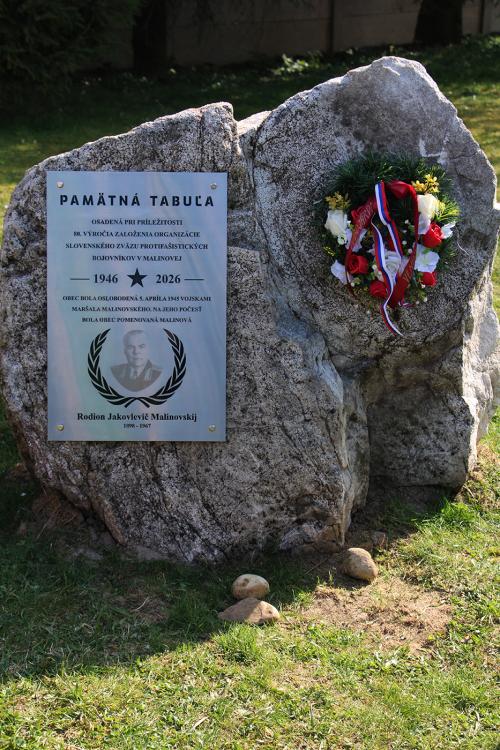 PAMÄTNÁ TABUĽA
OSADENÁ PRI PRÍLEŽITOSTI
80. VÝROČIA ZALOŽENIA ORGANIZÁCIE
SLOVENSKÉHO ZVÄZU PROTIFAŠISTICKÝCH
BOJOVNÍKOV V MALINOVEJ
1946 ★ 2026
OBEC BOLA OSLOBODENÁ 5. APRÍLA 1945 VOJSKAMI
MARŠALA MALINOVSKÉHO. NA JEHO POČESŤ
BOLA OBEC POMENOVANÁ MALINOVÁ
Rodion Jakovlevič Malinovskij
1898 - 1967